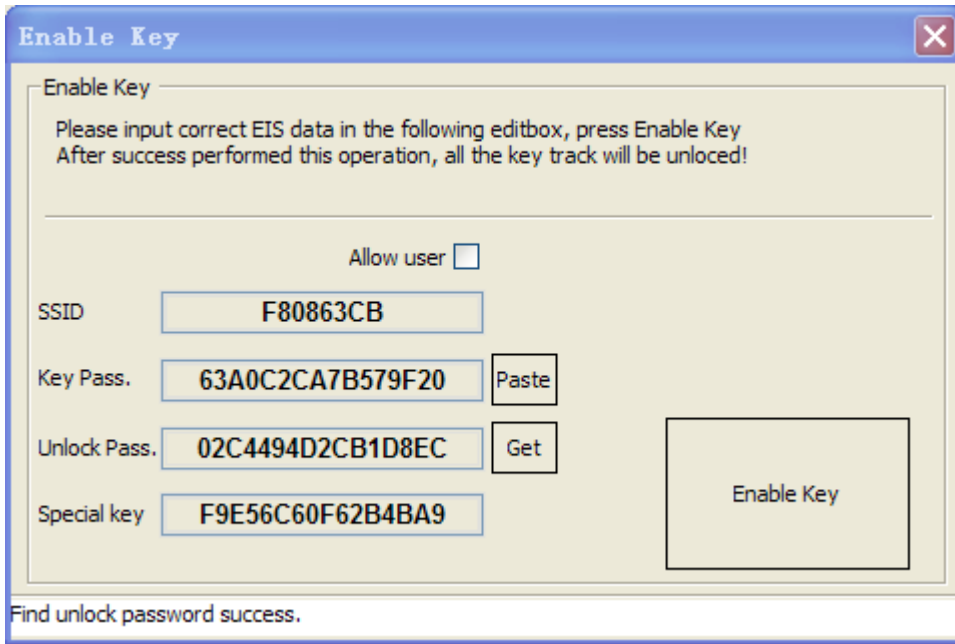 Enable Key
Enable Key
Please input correct EIS data in the following editbox, press Enable Key
After success performed this operation, all the key track will be unloced!
Allow user
SSID F80863CB
Key Pass. 63A0C2CA7B579F20 Paste
Unlock Pass. 02C4494D2CB1D8EC Get
Special key F9E56C60F62B4BA9
Enable Key
Find unlock password success.